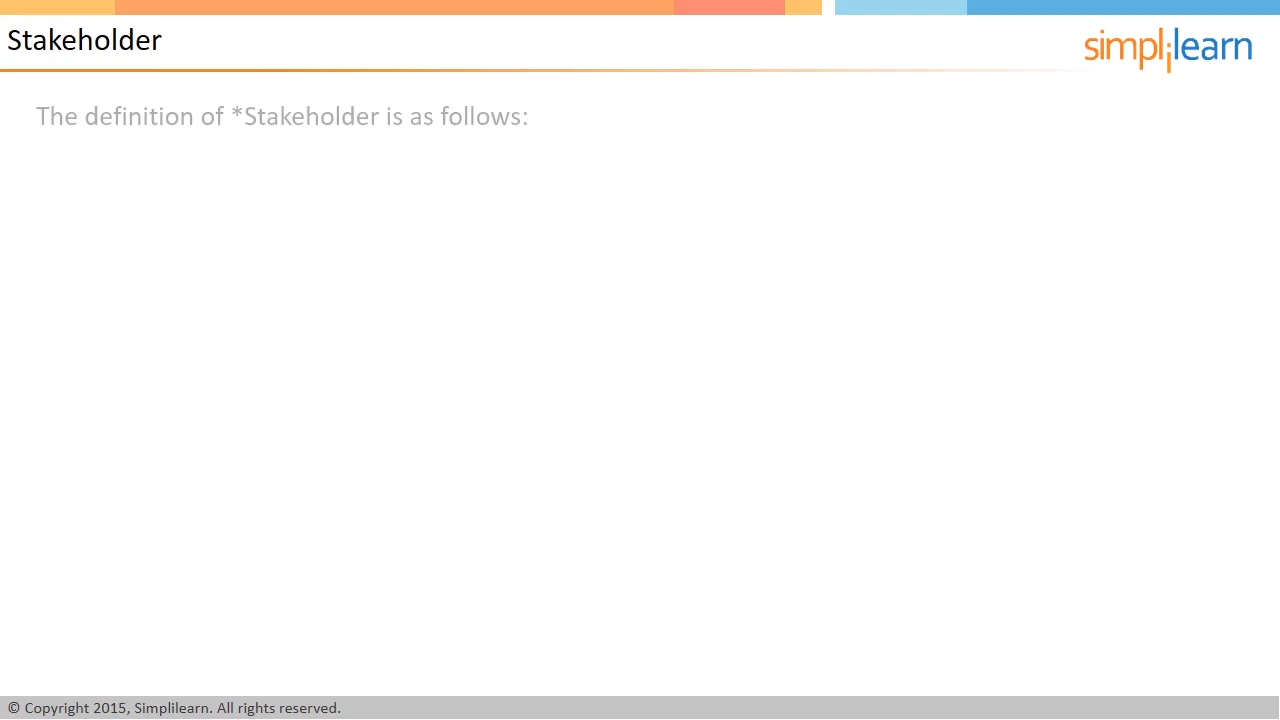 Stakeholder
simplilearn
The definition of *Stakeholder is as follows:
© Copyright 2015, Simplilearn. All rights reserved.